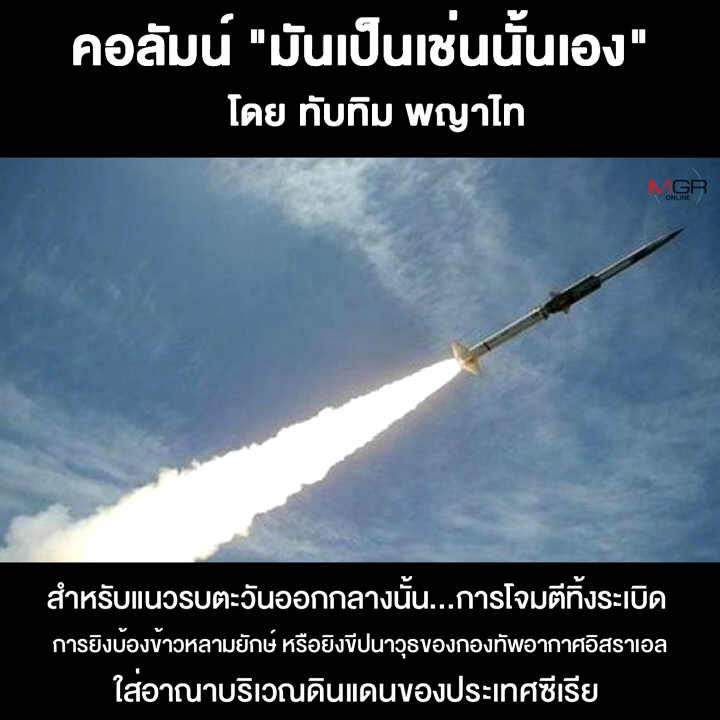 คอลัมน์ "มันเป็นเช่นนั้นเอง"
โดย ทับทิม พญาไท
MGR
ONLINE
สำหรับแนวรบตะวันออกกลางนั้น...การโจมตีทิ้งระเบิด
การยิงบ้องข้าวหลามยักษ์ หรือยิงขีปนาวุธของกองทัพอากาศอิสราเอล
ใส่อาณาบริเวณดินแดนของประเทศซีเรีย